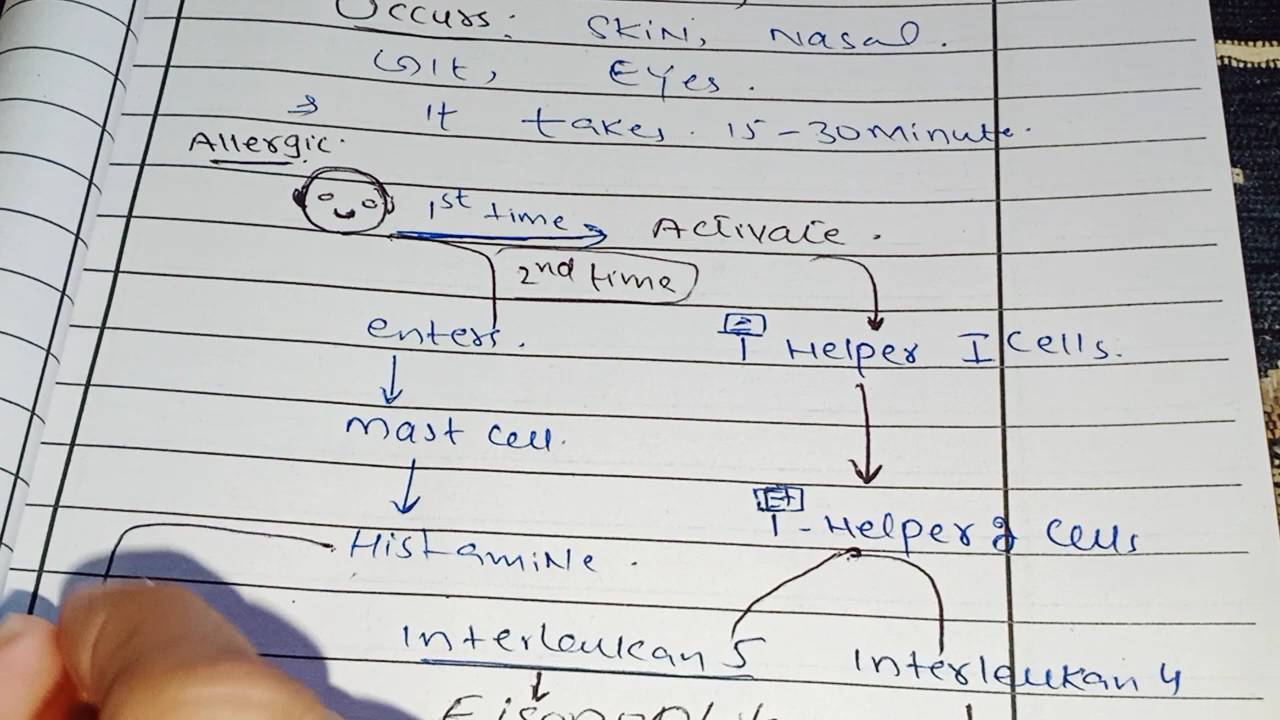 Occurs: Skin, Nasal.
GIt, Eyes.
It takes. 15-30 minute.
Allergic.
1st time Activate.
2nd time
enters. T Helper I Cells.
mast cell.
T-Helper 2 Cells
Histamine.
Interleukan 5 Interleukan 4